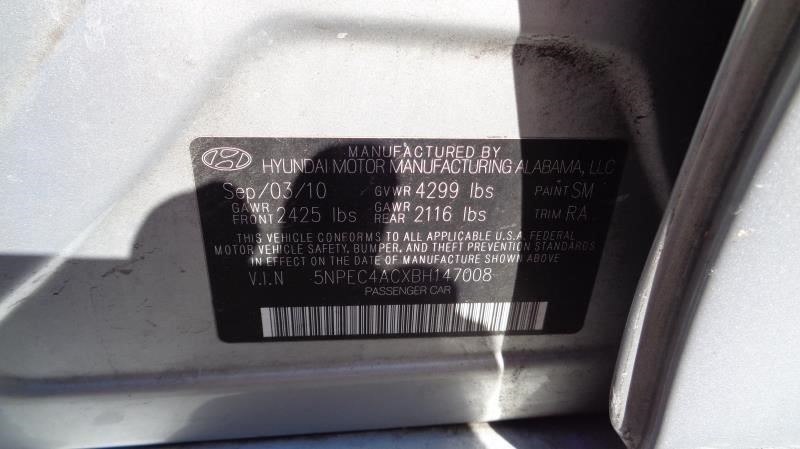 MANUFACTURED BY
HYUNDAI MOTOR MANUFACTURING ALABAMA, LLC
Sep/03/10 GVWR 4299 lbs PAINT SM
GAWR FRONT 2425 lbs GAWR REAR 2116 lbs TRIM RA
THIS VEHICLE CONFORMS TO ALL APPLICABLE U.S.A. FEDERAL
MOTOR VEHICLE SAFETY, BUMPER, AND THEFT PREVENTION STANDARDS
IN EFFECT ON THE DATE OF MANUFACTURE SHOWN ABOVE
V.I.N 5NPEC4ACXBH147008
PASSENGER CAR